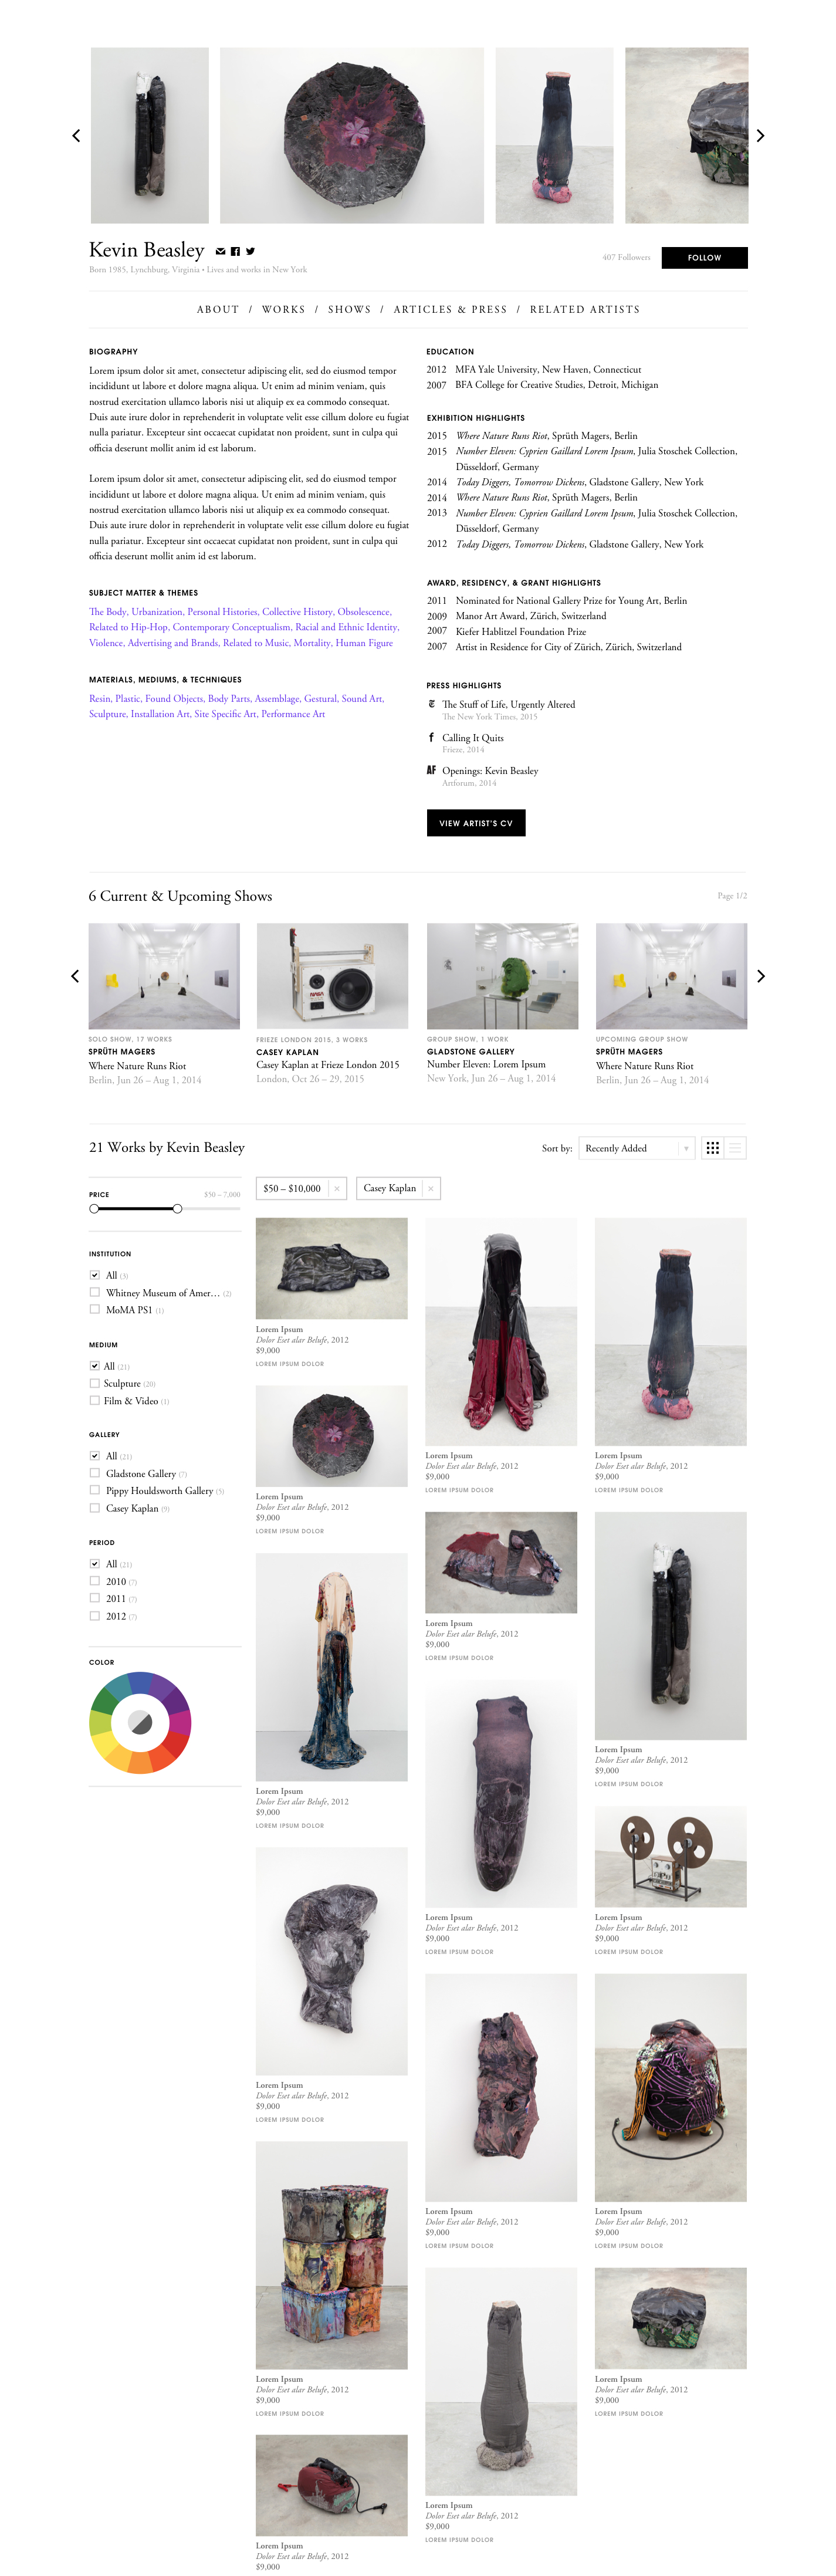 Kevin Beasley
407 Followers
FOLLOW
Born 1985, Lynchburg, Virginia • Lives and works in New York
ABOUT / WORKS / SHOWS / ARTICLES & PRESS / RELATED ARTISTS
BIOGRAPHY
Lorem ipsum dolor sit amet, consectetur adipiscing elit, sed do eiusmod tempor
incididunt ut labore et dolore magna aliqua. Ut enim ad minim veniam, quis
nostrud exercitation ullamco laboris nisi ut aliquip ex ea commodo consequat.
Duis aute irure dolor in reprehenderit in voluptate velit esse cillum dolore eu fugiat
nulla pariatur. Excepteur sint occaecat cupidatat non proident, sunt in culpa qui
officia deserunt mollit anim id est laborum.
Lorem ipsum dolor sit amet, consectetur adipiscing elit, sed do eiusmod tempor
incididunt ut labore et dolore magna aliqua. Ut enim ad minim veniam, quis
nostrud exercitation ullamco laboris nisi ut aliquip ex ea commodo consequat.
Duis aute irure dolor in reprehenderit in voluptate velit esse cillum dolore eu fugiat
nulla pariatur. Excepteur sint occaecat cupidatat non proident, sunt in culpa qui
officia deserunt mollit anim id est laborum.
SUBJECT MATTER & THEMES
The Body, Urbanization, Personal Histories, Collective History, Obsolescence,
Related to Hip-Hop, Contemporary Conceptualism, Racial and Ethnic Identity,
Violence, Advertising and Brands, Related to Music, Mortality, Human Figure
MATERIALS, MEDIUMS, & TECHNIQUES
Resin, Plastic, Found Objects, Body Parts, Assemblage, Gestural, Sound Art,
Sculpture, Installation Art, Site Specific Art, Performance Art
EDUCATION
2012 MFA Yale University, New Haven, Connecticut
2007 BFA College for Creative Studies, Detroit, Michigan
EXHIBITION HIGHLIGHTS
2015 Where Nature Runs Riot, Sprüth Magers, Berlin
2015 Number Eleven: Cyprien Gaillard Lorem Ipsum, Julia Stoschek Collection,
Düsseldorf, Germany
2014 Today Diggers, Tomorrow Dickens, Gladstone Gallery, New York
2014 Where Nature Runs Riot, Sprüth Magers, Berlin
2013 Number Eleven: Cyprien Gaillard Lorem Ipsum, Julia Stoschek Collection,
Düsseldorf, Germany
2012 Today Diggers, Tomorrow Dickens, Gladstone Gallery, New York
AWARD, RESIDENCY, & GRANT HIGHLIGHTS
2011 Nominated for National Gallery Prize for Young Art, Berlin
2009 Manor Art Award, Zürich, Switzerland
2007 Kiefer Hablitzel Foundation Prize
2007 Artist in Residence for City of Zürich, Zürich, Switzerland
PRESS HIGHLIGHTS
T The Stuff of Life, Urgently Altered
The New York Times, 2015
f Calling It Quits
Frieze, 2014
AF Openings: Kevin Beasley
Artforum, 2014
VIEW ARTIST'S CV
6 Current & Upcoming Shows
Page 1/2
SOLO SHOW, 17 WORKS
SPRÜTH MAGERS
Where Nature Runs Riot
Berlin, Jun 26 – Aug 1, 2014
NASA
FRIEZE LONDON 2015, 3 WORKS
CASEY KAPLAN
Casey Kaplan at Frieze London 2015
London, Oct 26 – 29, 2015
GROUP SHOW, 1 WORK
GLADSTONE GALLERY
Number Eleven: Lorem Ipsum
New York, Jun 26 – Aug 1, 2014
UPCOMING GROUP SHOW
SPRÜTH MAGERS
Where Nature Runs Riot
Berlin, Jun 26 – Aug 1, 2014
21 Works by Kevin Beasley
Sort by: Recently Added
PRICE $50 – 7,000
INSTITUTION
All (3)
Whitney Museum of Amer… (2)
MoMA PS1 (1)
MEDIUM
All (21)
Sculpture (20)
Film & Video (1)
GALLERY
All (21)
Gladstone Gallery (7)
Pippy Houldsworth Gallery (5)
Casey Kaplan (9)
PERIOD
All (21)
2010 (7)
2011 (7)
2012 (7)
COLOR
$50 – $10,000 ×
Casey Kaplan ×
Lorem Ipsum
Dolor Eset alar Belufe, 2012
$9,000
LOREM IPSUM DOLOR
Lorem Ipsum
Dolor Eset alar Belufe, 2012
$9,000
LOREM IPSUM DOLOR
Lorem Ipsum
Dolor Eset alar Belufe, 2012
$9,000
LOREM IPSUM DOLOR
Lorem Ipsum
Dolor Eset alar Belufe, 2012
$9,000
LOREM IPSUM DOLOR
Lorem Ipsum
Dolor Eset alar Belufe, 2012
$9,000
LOREM IPSUM DOLOR
Lorem Ipsum
Dolor Eset alar Belufe, 2012
$9,000
Lorem Ipsum
Dolor Eset alar Belufe, 2012
$9,000
LOREM IPSUM DOLOR
Lorem Ipsum
Dolor Eset alar Belufe, 2012
$9,000
LOREM IPSUM DOLOR
Lorem Ipsum
Dolor Eset alar Belufe, 2012
$9,000
LOREM IPSUM DOLOR
Lorem Ipsum
Dolor Eset alar Belufe, 2012
$9,000
LOREM IPSUM DOLOR
Lorem Ipsum
Dolor Eset alar Belufe, 2012
$9,000
LOREM IPSUM DOLOR
Lorem Ipsum
Dolor Eset alar Belufe, 2012
$9,000
LOREM IPSUM DOLOR
Lorem Ipsum
Dolor Eset alar Belufe, 2012
$9,000
LOREM IPSUM DOLOR
Lorem Ipsum
Dolor Eset alar Belufe, 2012
$9,000
LOREM IPSUM DOLOR
Lorem Ipsum
Dolor Eset alar Belufe, 2012
$9,000
LOREM IPSUM DOLOR
Lorem Ipsum
Dolor Eset alar Belufe, 2012
$9,000
LOREM IPSUM DOLOR